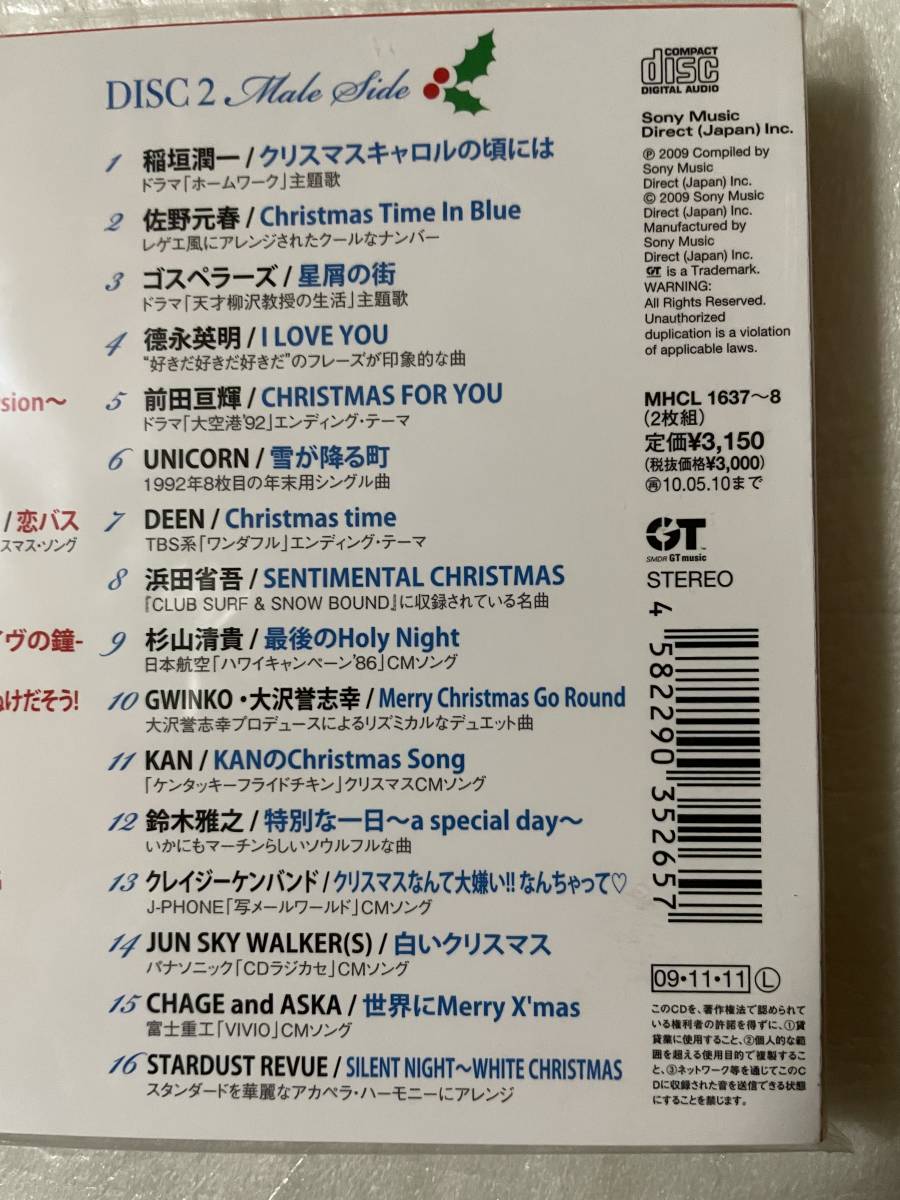 DISC 2 Male Side
1 稲垣潤一 / クリスマスキャロルの頃には
ドラマ「ホームワーク」主題歌
2 佐野元春 / Christmas Time In Blue
レゲエ風にアレンジされたクールなナンバー
3 ゴスペラーズ / 星屑の街
ドラマ「天才柳沢教授の生活」主題歌
4 德永英明 / I LOVE YOU
“好きだ好きだ好きだ”のフレーズが印象的な曲
5 前田亘輝 / CHRISTMAS FOR YOU
ドラマ「大空港'92」エンディング・テーマ
6 UNICORN / 雪が降る町
1992年8枚目の年末用シングル曲
7 DEEN / Christmas time
TBS系「ワンダフル」エンディング・テーマ
8 浜田省吾 / SENTIMENTAL CHRISTMAS
『CLUB SURF & SNOW BOUND』に収録されている名曲
9 杉山清貴 / 最後のHoly Night
日本航空「ハワイキャンペーン'86」CMソング
10 GWINKO・大沢誉志幸 / Merry Christmas Go Round
大沢誉志幸プロデュースによるリズミカルなデュエット曲
11 KAN / KANのChristmas Song
「ケンタッキーフライドチキン」クリスマスCMソング
12 鈴木雅之 / 特別な一日～a special day～
いかにもマーチンらしいソウルフルな曲
13 クレイジーケンバンド / クリスマスなんて大嫌い!! なんちゃって♡
J-PHONE「写メールワールド」CMソング
14 JUN SKY WALKER(S) / 白いクリスマス
パナソニック「CDラジカセ」CMソング
15 CHAGE and ASKA / 世界にMerry X'mas
富士重工「VIVIO」CMソング
16 STARDUST REVUE / SILENT NIGHT～WHITE CHRISTMAS
スタンダードを華麗なアカペラ・ハーモニーにアレンジ
sion～
/ 恋バス
スマス・ソング
イヴの鐘-
ぬけだそう!
COMPACT
disc
DIGITAL AUDIO
Sony Music
Direct (Japan) Inc.
℗ 2009 Compiled by
Sony Music
Direct (Japan) Inc.
© 2009 Sony Music
Direct (Japan) Inc.
Manufactured by
Sony Music
Direct (Japan) Inc.
GT is a Trademark.
WARNING:
All Rights Reserved.
Unauthorized
duplication is a violation
of applicable laws.
MHCL 1637～8
(2枚組)
定価¥3,150
(税抜価格¥3,000)
㊢10.05.10まで
GT
SMDR GT music
STEREO
4 582290 352657
09・11・11 Ⓛ
このCDを、著作権法で認められて
いる権利者の許諾を得ずに、①賃
貸業に使用すること、②個人的な範
囲を超える使用目的で複製するこ
と、③ネットワーク等を通じてこのC
Dに収録された音を送信できる状態
にすることを禁じます。